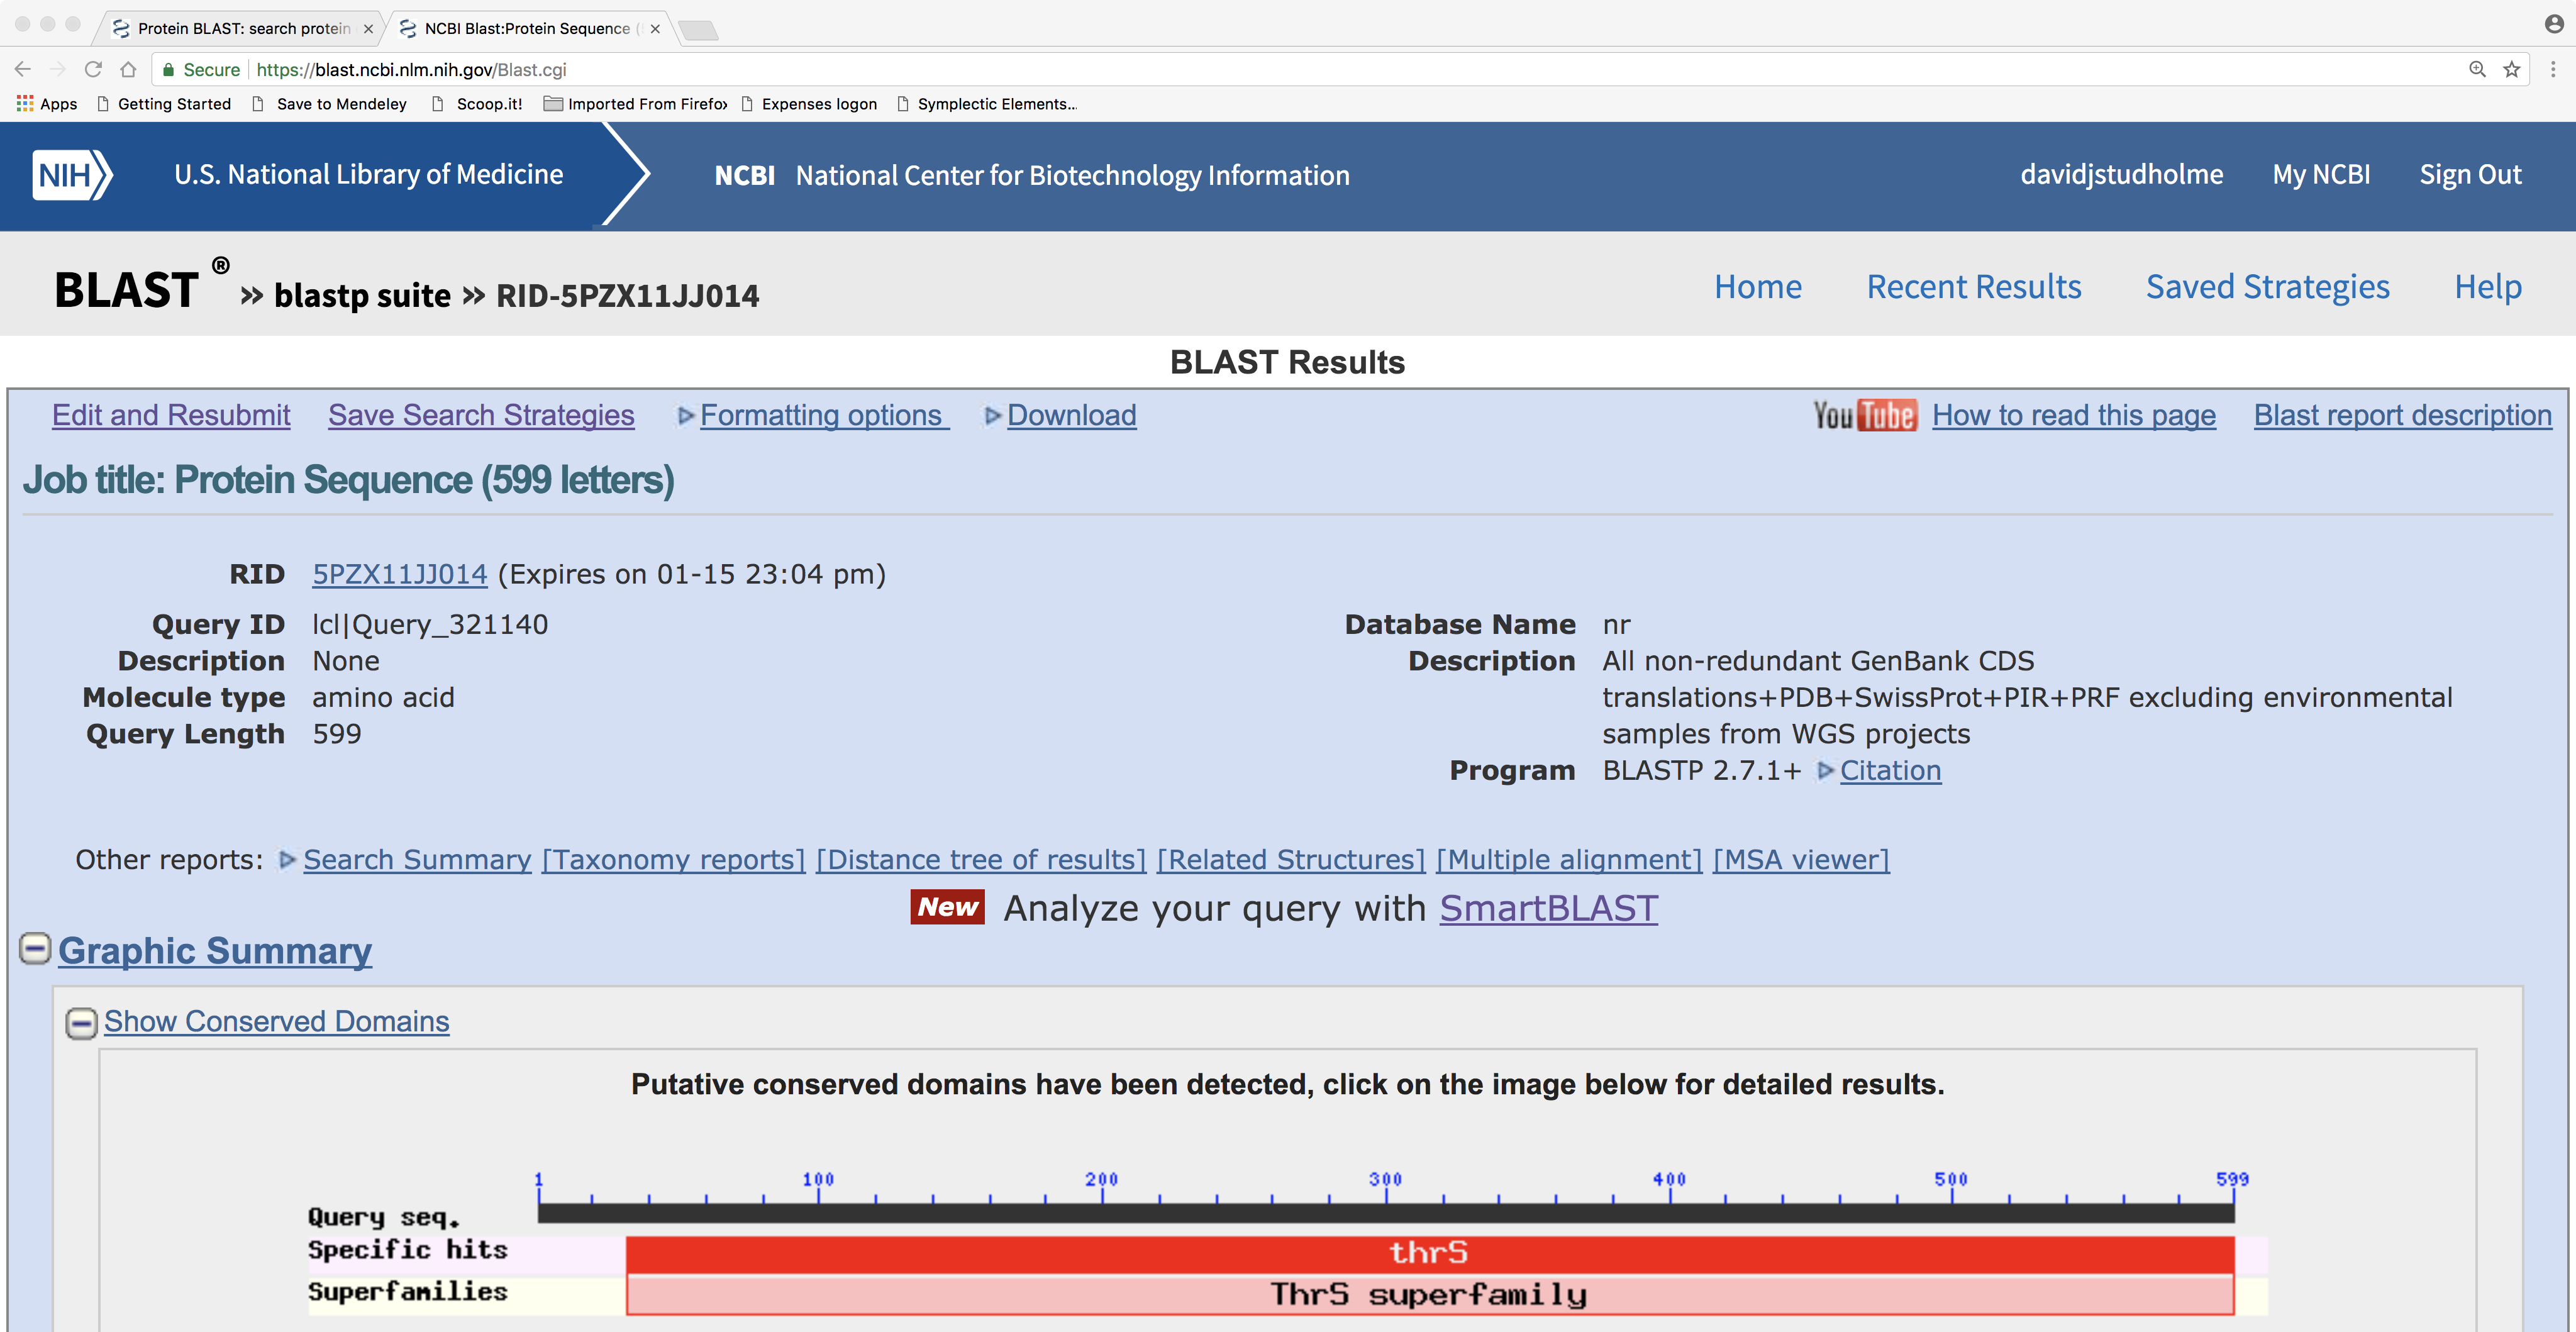 Protein BLAST: search protein
NCBI Blast:Protein Sequence (
Secure https://blast.ncbi.nlm.nih.gov/Blast.cgi
Apps Getting Started Save to Mendeley Scoop.it! Imported From Firefox Expenses logon Symplectic Elements...
NIH U.S. National Library of Medicine NCBI National Center for Biotechnology Information davidjstudholme My NCBI Sign Out
BLAST ® » blastp suite » RID-5PZX11JJ014 Home Recent Results Saved Strategies Help
BLAST Results
Edit and Resubmit Save Search Strategies Formatting options Download YouTube How to read this page Blast report description
Job title: Protein Sequence (599 letters)
RID 5PZX11JJ014 (Expires on 01-15 23:04 pm)
Query ID lcl|Query_321140
Description None
Molecule type amino acid
Query Length 599
Database Name nr
Description All non-redundant GenBank CDS
translations+PDB+SwissProt+PIR+PRF excluding environmental
samples from WGS projects
Program BLASTP 2.7.1+ Citation
Other reports: Search Summary [Taxonomy reports] [Distance tree of results] [Related Structures] [Multiple alignment] [MSA viewer]
New Analyze your query with SmartBLAST
Graphic Summary
Show Conserved Domains
Putative conserved domains have been detected, click on the image below for detailed results.
1 100 200 300 400 500 599
Query seq.
Specific hits thrS
Superfamilies ThrS superfamily